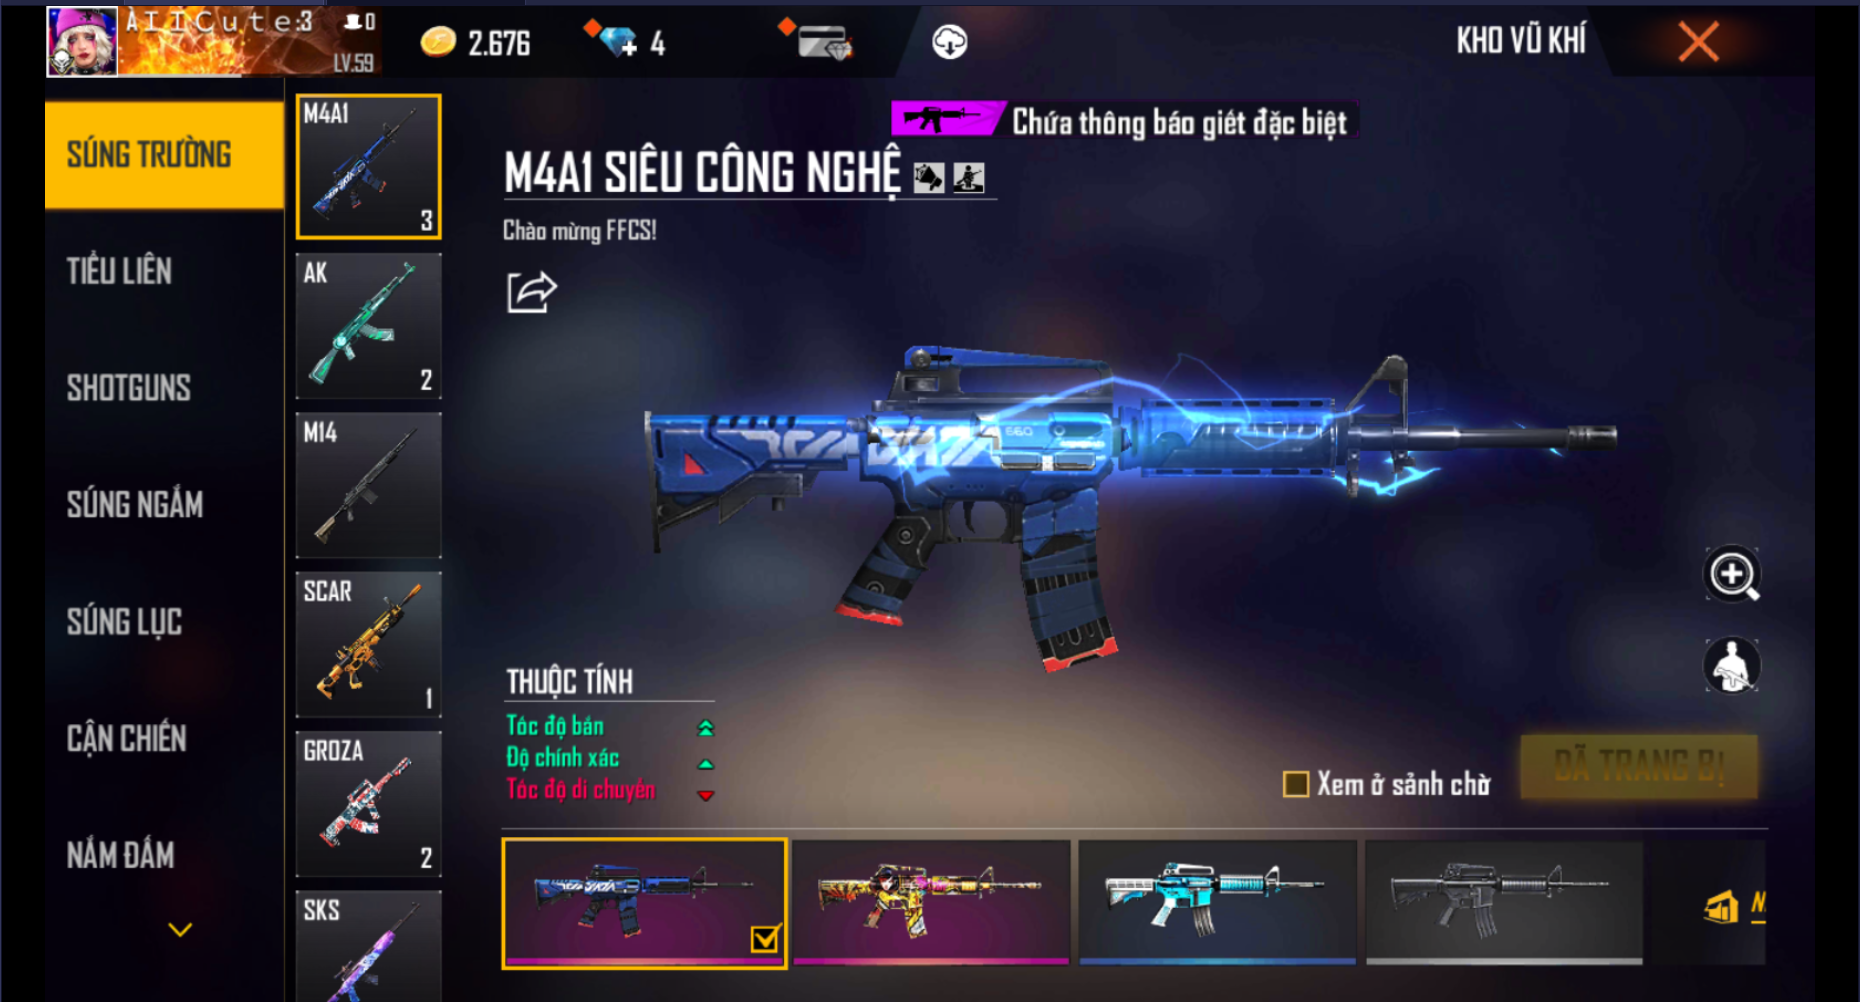 ÀIICute:3
0
LV.59
2.676
4
KHO VŨ KHÍ
SÚNG TRƯỜNG
TIỂU LIÊN
SHOTGUNS
SÚNG NGẮM
SÚNG LỤC
CẬN CHIẾN
NẮM ĐẤM
M4A1
3
AK
2
M14
SCAR
1
GROZA
2
SKS
Chứa thông báo giết đặc biệt
M4A1 SIÊU CÔNG NGHỆ
Chào mừng FFCS!
THUỘC TÍNH
Tốc độ bắn
Độ chính xác
Tốc độ di chuyển
Xem ở sảnh chờ
ĐÃ TRANG BỊ